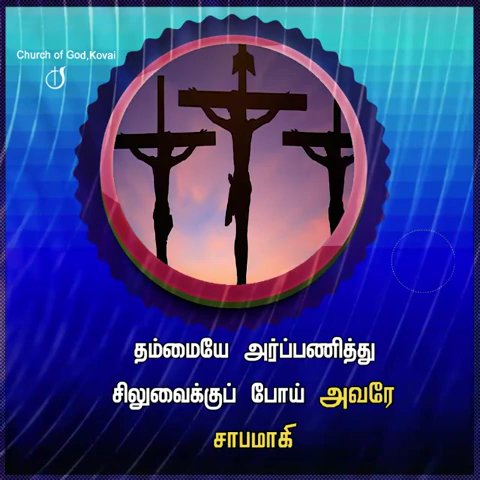 Church of God,Kovai
தம்மையே அர்ப்பணித்து
சிலுவைக்குப் போய் அவரே
சாபமாகி